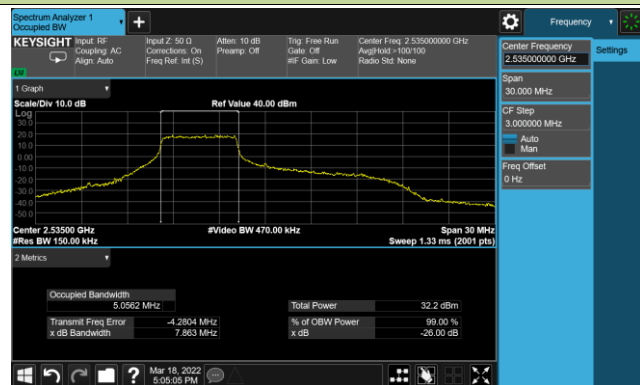 Spectrum Analyzer 1
Occupied BW
+
Frequency
KEYSIGHT
Input: RF
Coupling: AC
Align: Auto
Input Z: 50 Ω
Corrections: On
Freq Ref: Int (S)
Atten: 10 dB
Preamp: Off
Trig: Free Run
Gate: Off
#IF Gain: Low
Center Freq: 2.535000000 GHz
Avg|Hold:>100/100
Radio Std: None
Center Frequency
2.535000000 GHz
Settings
Span
30.000 MHz
CF Step
3.000000 MHz
Auto
Man
Freq Offset
0 Hz
1 Graph
Scale/Div 10.0 dB
Ref Value 40.00 dBm
Log
30.0
20.0
10.0
0.00
-10.0
-20.0
-30.0
-40.0
-50.0
Center 2.53500 GHz
#Video BW 470.00 kHz
Span 30 MHz
#Res BW 150.00 kHz
Sweep 1.33 ms (2001 pts)
2 Metrics
Occupied Bandwidth
5.0562 MHz
Total Power
32.2 dBm
Transmit Freq Error
-4.2804 MHz
% of OBW Power
99.00 %
x dB Bandwidth
7.863 MHz
x dB
-26.00 dB
?
Mar 18, 2022
5:05:05 PM